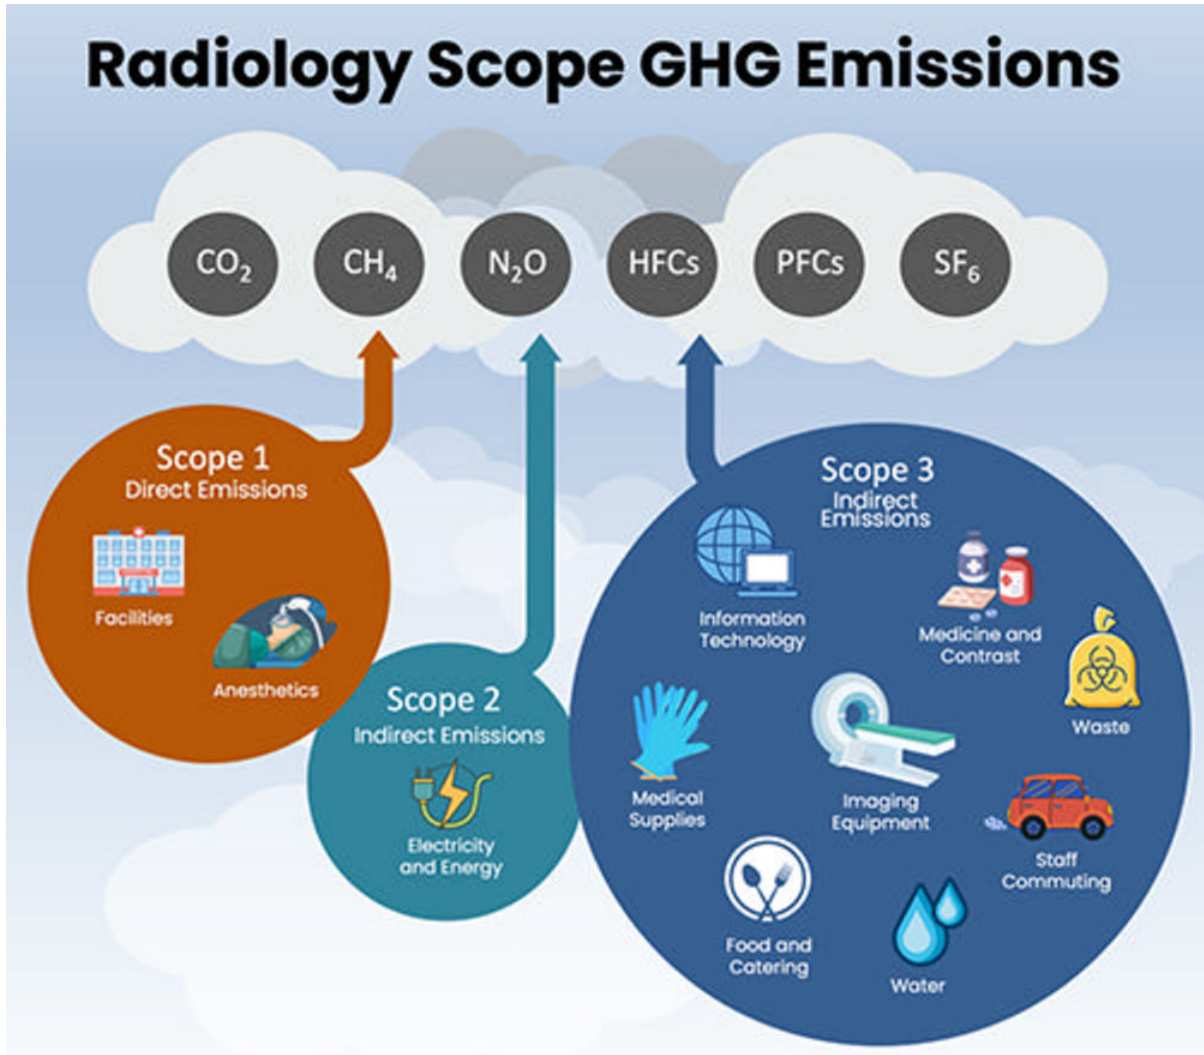 Radiology Scope GHG Emissions
CO₂ CH₄ N₂O HFCs PFCs SF₆
Scope 1
Direct Emissions
Facilities
Anesthetics
Scope 2
Indirect Emissions
Electricity
and Energy
Scope 3
Indirect
Emissions
Information
Technology
Medicine and
Contrast
Waste
Medical
Supplies
Imaging
Equipment
Staff
Commuting
Food and
Catering
Water